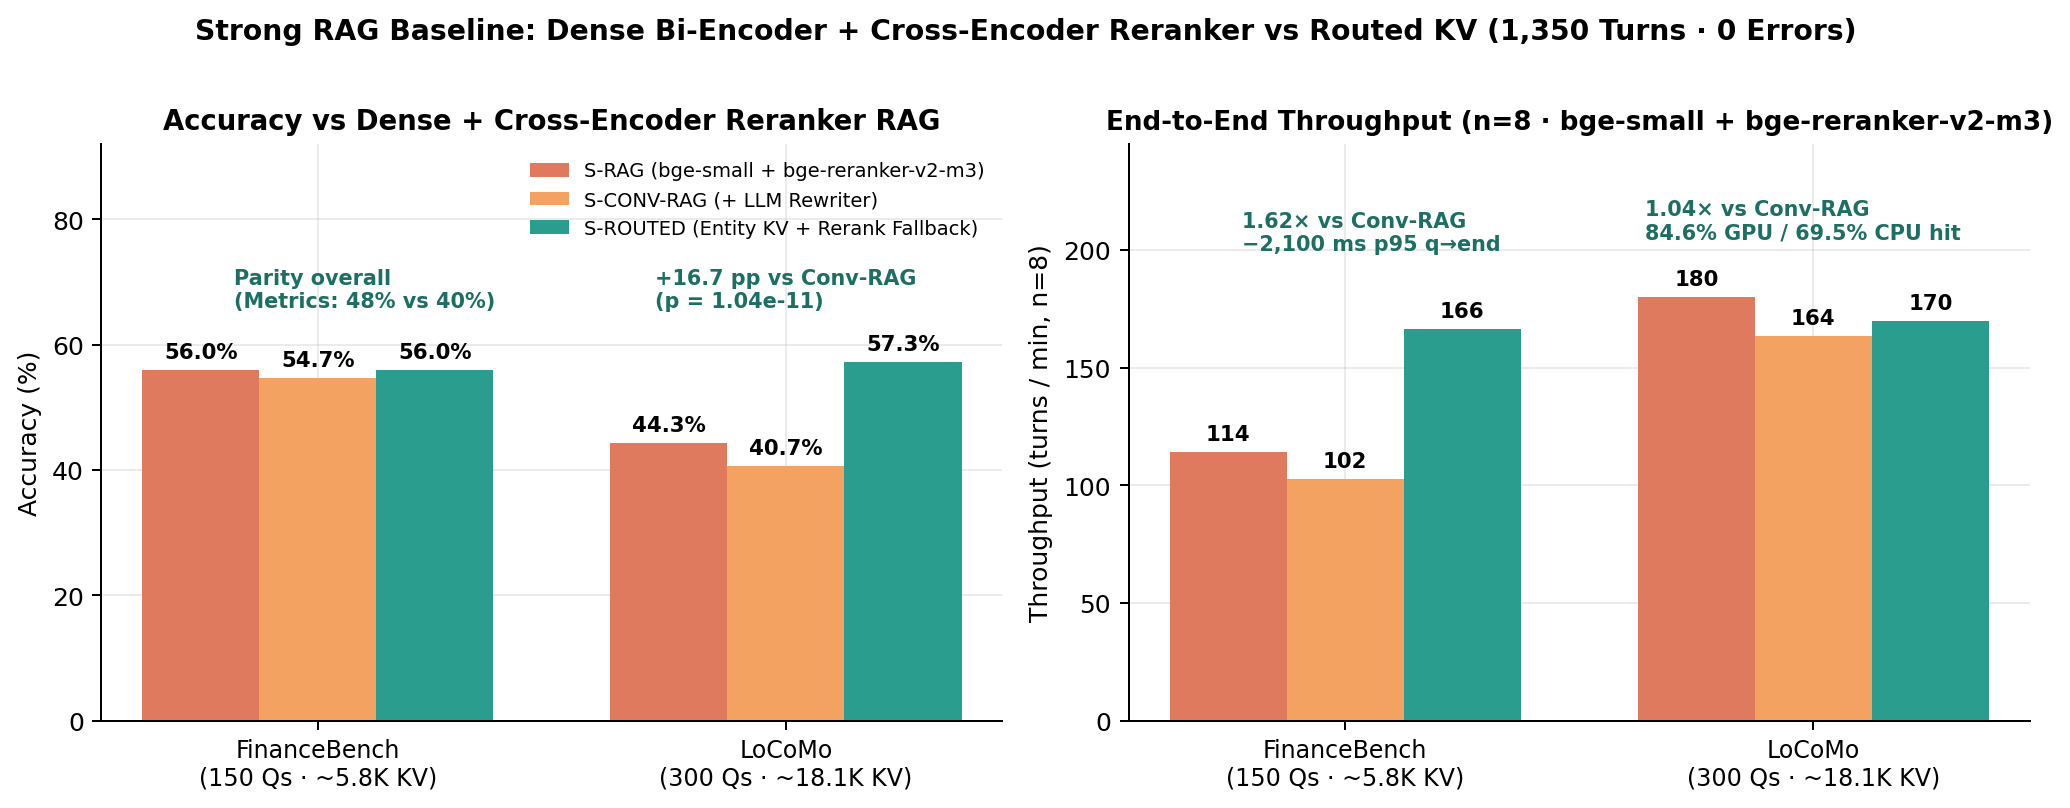 Strong RAG Baseline: Dense Bi-Encoder + Cross-Encoder Reranker vs Routed KV (1,350 Turns · 0 Errors)
Accuracy vs Dense + Cross-Encoder Reranker RAG
Accuracy (%)
80
60
40
20
0
S-RAG (bge-small + bge-reranker-v2-m3)
S-CONV-RAG (+ LLM Rewriter)
S-ROUTED (Entity KV + Rerank Fallback)
Parity overall
(Metrics: 48% vs 40%)
+16.7 pp vs Conv-RAG
(p = 1.04e-11)
56.0%
54.7%
56.0%
44.3%
40.7%
57.3%
FinanceBench
(150 Qs · ~5.8K KV)
LoCoMo
(300 Qs · ~18.1K KV)
End-to-End Throughput (n=8 · bge-small + bge-reranker-v2-m3)
Throughput (turns / min, n=8)
200
150
100
50
0
1.62× vs Conv-RAG
−2,100 ms p95 q→end
1.04× vs Conv-RAG
84.6% GPU / 69.5% CPU hit
114
102
166
180
164
170
FinanceBench
(150 Qs · ~5.8K KV)
LoCoMo
(300 Qs · ~18.1K KV)